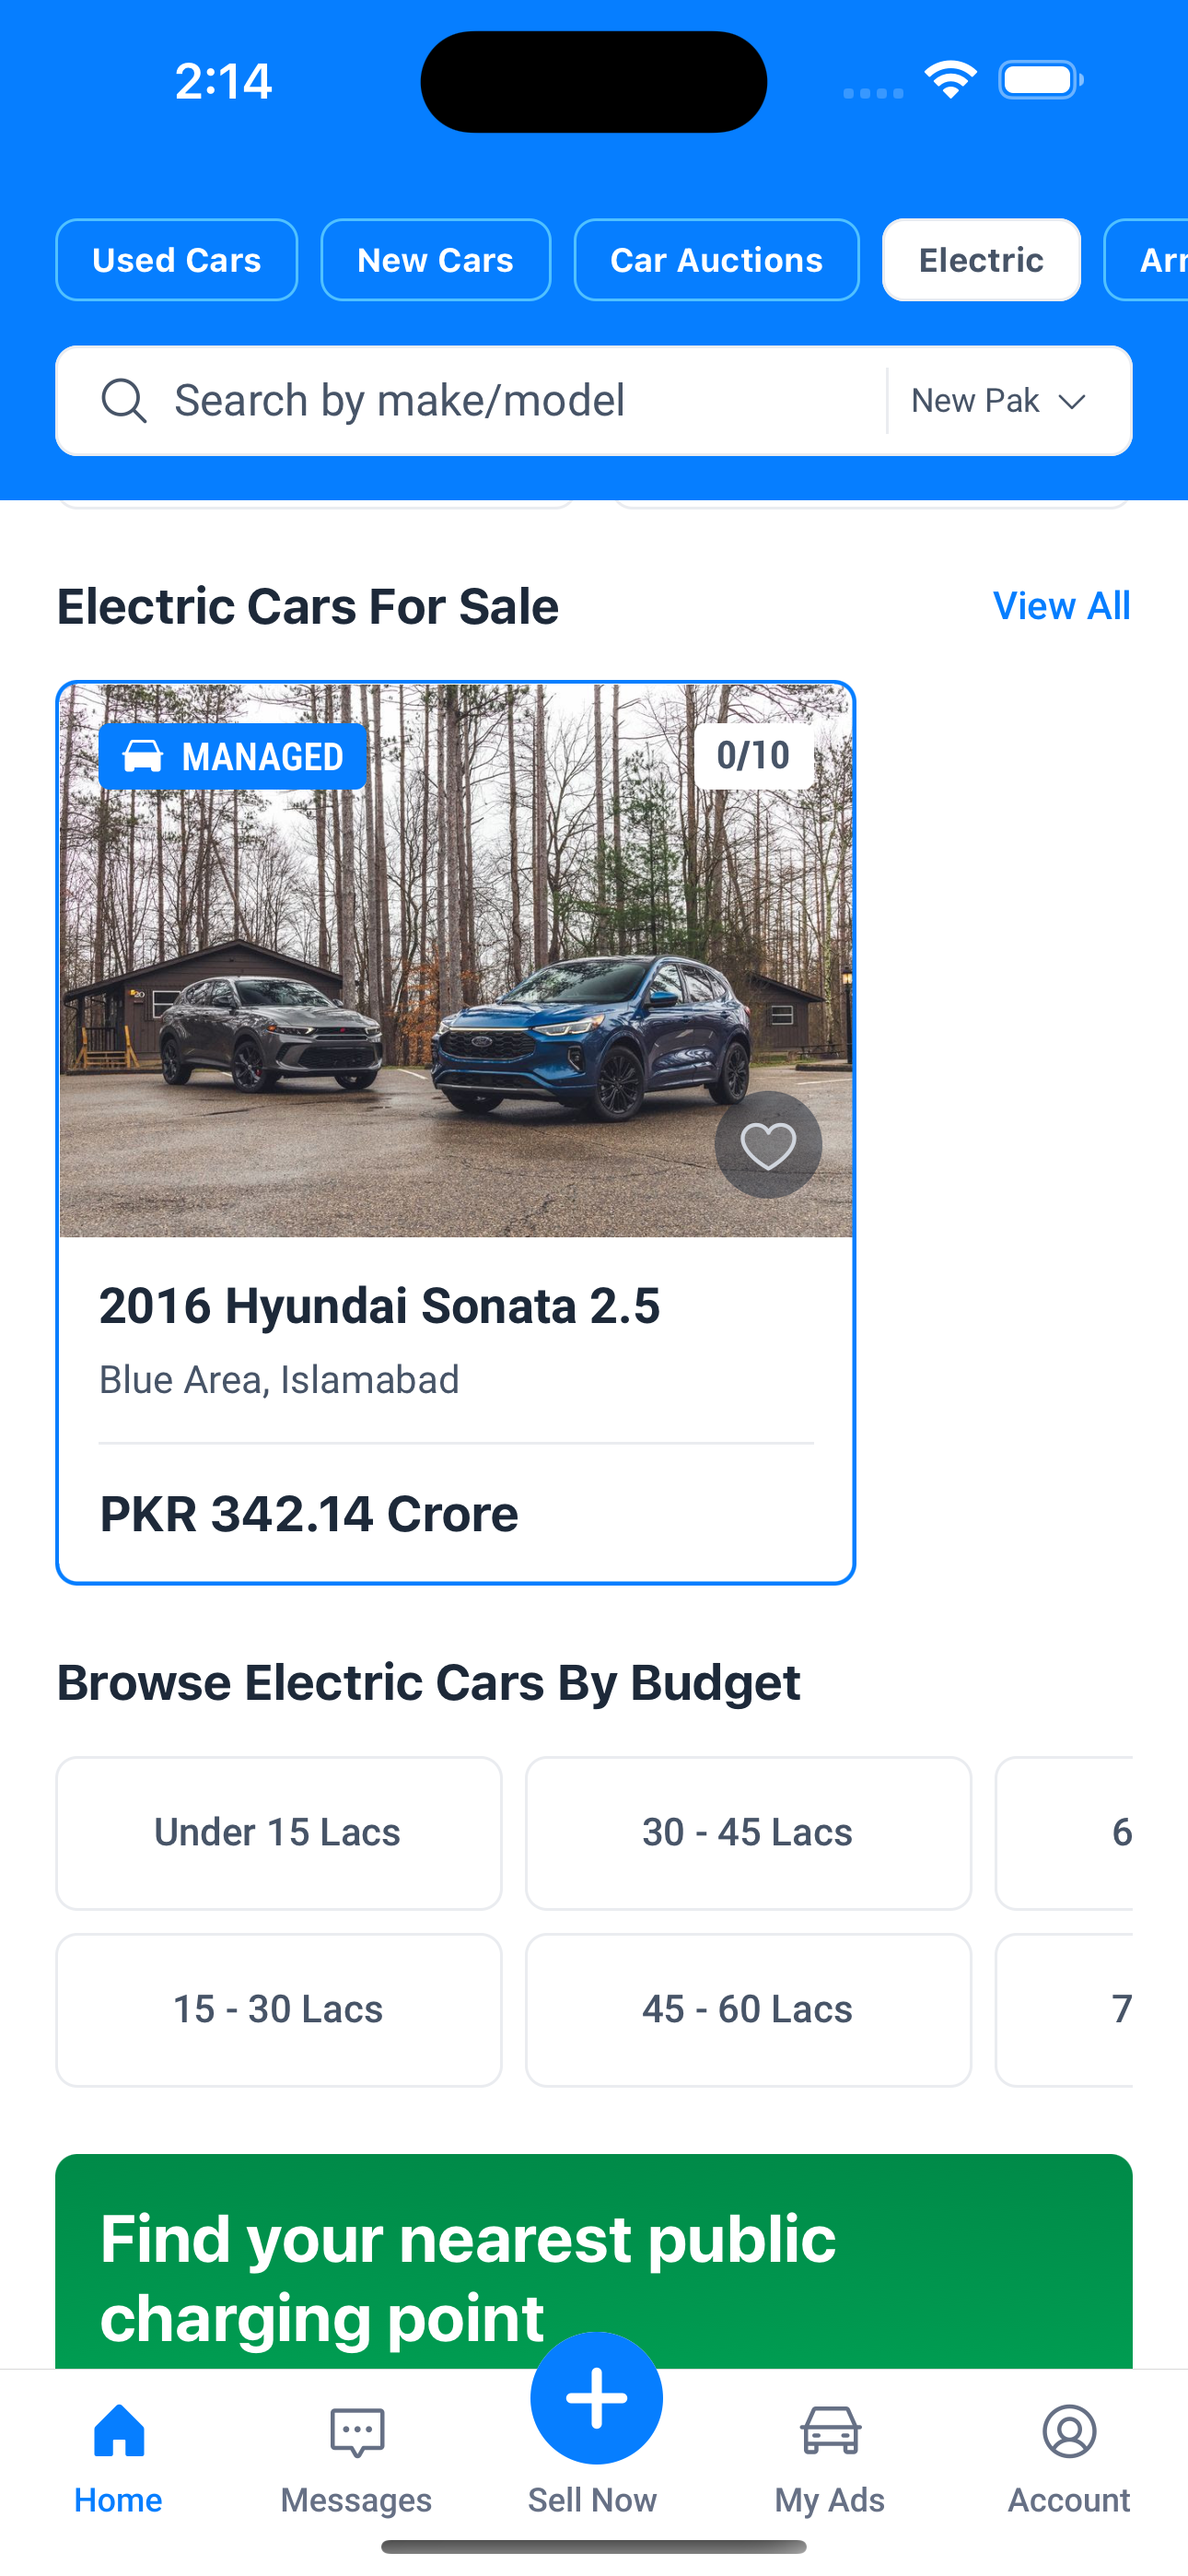 2:14
Used Cars
New Cars
Car Auctions
Electric
Search by make/model
New Pak
Electric Cars For Sale
View All
MANAGED
0/10
2016 Hyundai Sonata 2.5
Blue Area, Islamabad
PKR 342.14 Crore
Browse Electric Cars By Budget
Under 15 Lacs
30 - 45 Lacs
6
15 - 30 Lacs
45 - 60 Lacs
7
Find your nearest public
charging point
Home
Messages
Sell Now
My Ads
Account